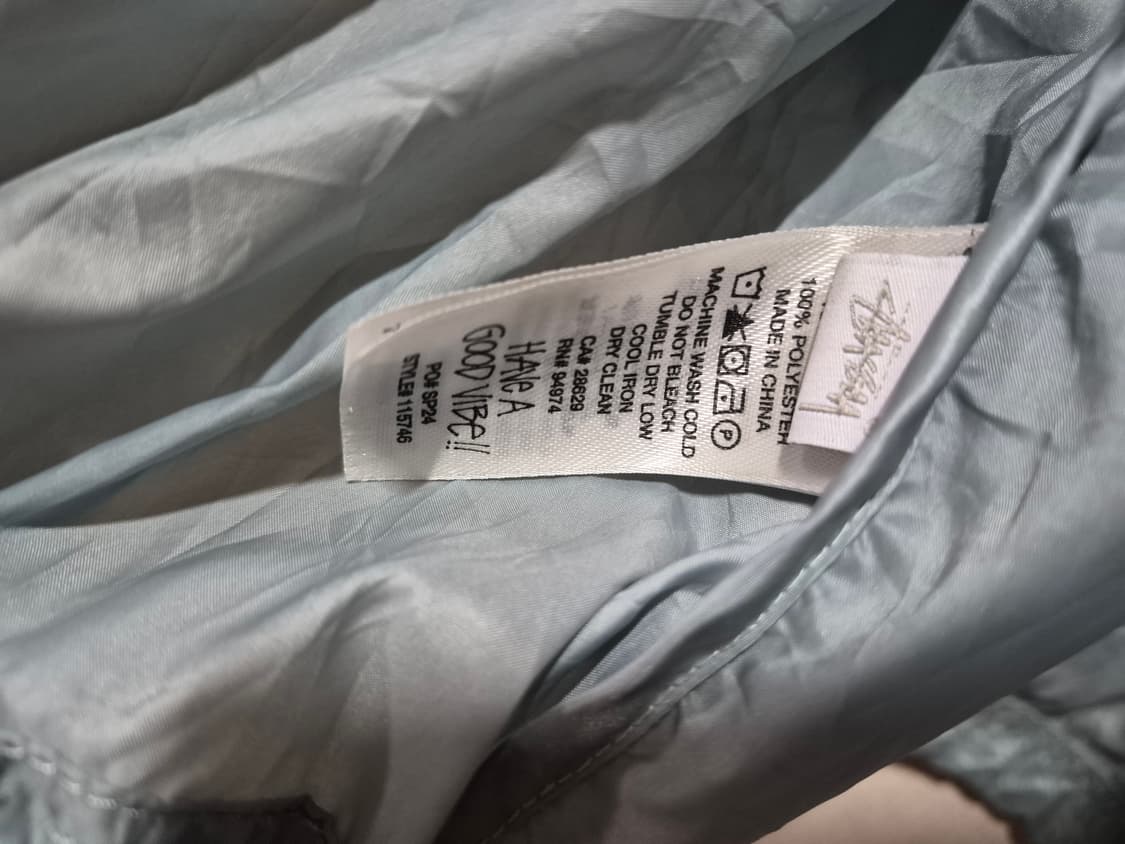 100% POLYESTER
MADE IN CHINA
P
MACHINE WASH COLD
DO NOT BLEACH
TUMBLE DRY LOW
COOL IRON
DRY CLEAN
CA# 28629
RN# 94974
HAVE A
GOOD VIBE!!
PO# SP24
STYLE# 115746